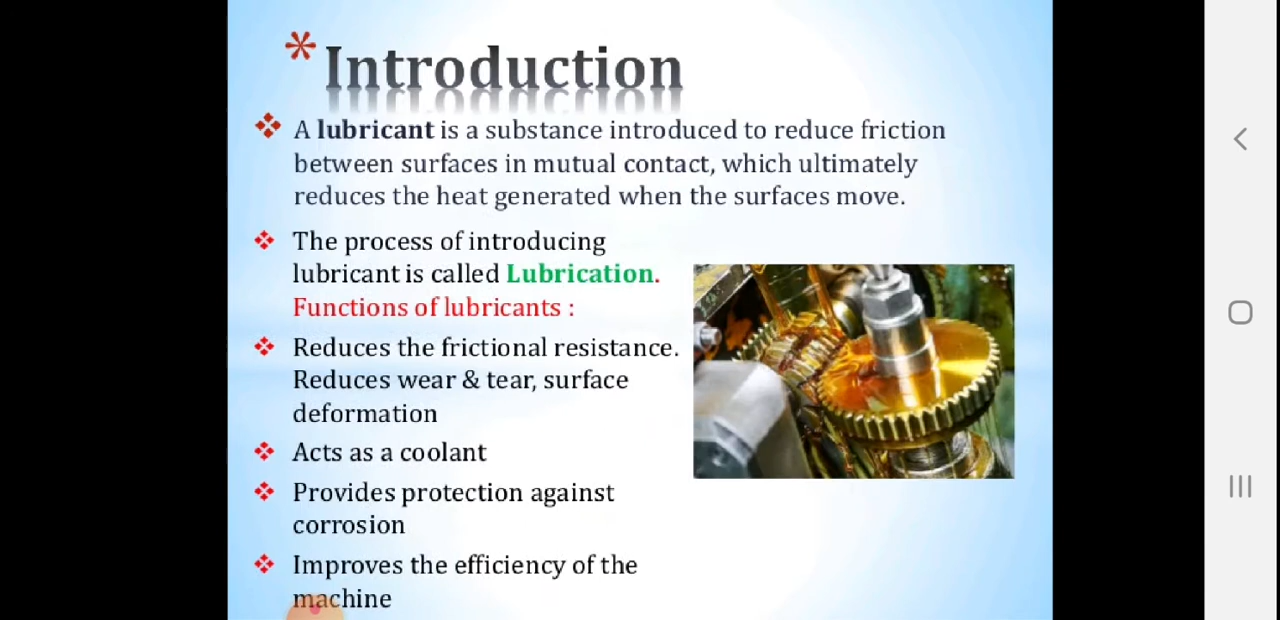 * Introduction
❖ A lubricant is a substance introduced to reduce friction
between surfaces in mutual contact, which ultimately
reduces the heat generated when the surfaces move.
❖ The process of introducing
lubricant is called Lubrication.
Functions of lubricants :
❖ Reduces the frictional resistance.
Reduces wear & tear, surface
deformation
❖ Acts as a coolant
❖ Provides protection against
corrosion
❖ Improves the efficiency of the
machine